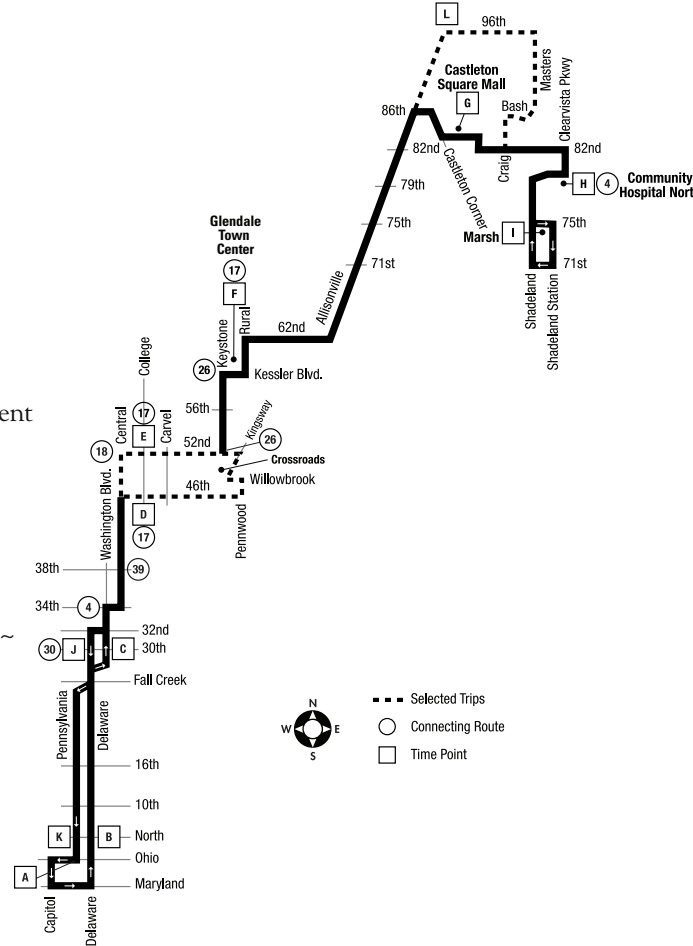 L
96th
Castleton
Square Mall
G
Masters
Clearvista Pkwy
Bash
86th
82nd
Castleton Corner
Craig
82nd
79th
H
4
Community
Hospital Nort
75th
Marsh
I
75th
71st
71st
Shadeland
Shadeland Station
Glendale
Town
Center
17
F
Allisonville
Keystone
Rural
62nd
College
26
Kessler Blvd.
ent
56th
Central
17
E
Carvel
Kingsway
18
52nd
26
Crossroads
46th
Willowbrook
Washington Blvd.
D
17
Pennwood
38th
39
34th
4
~
32nd
30
J
C
30th
Fall Creek
Pennsylvania
Delaware
N
W
E
S
Selected Trips
Connecting Route
Time Point
16th
10th
K
B
North
Ohio
A
Maryland
Capitol
Delaware